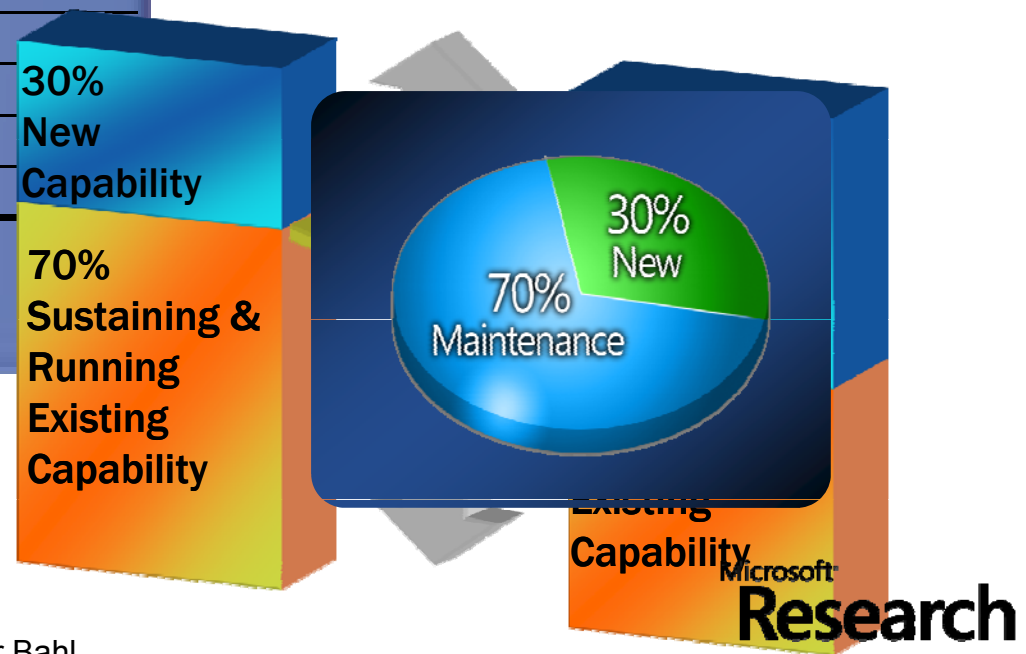 30%
New
Capability
70%
Sustaining &
Running
Existing
Capability
30%
New
70%
Maintenance
Existing
Capability
Microsoft
Research
Bahl